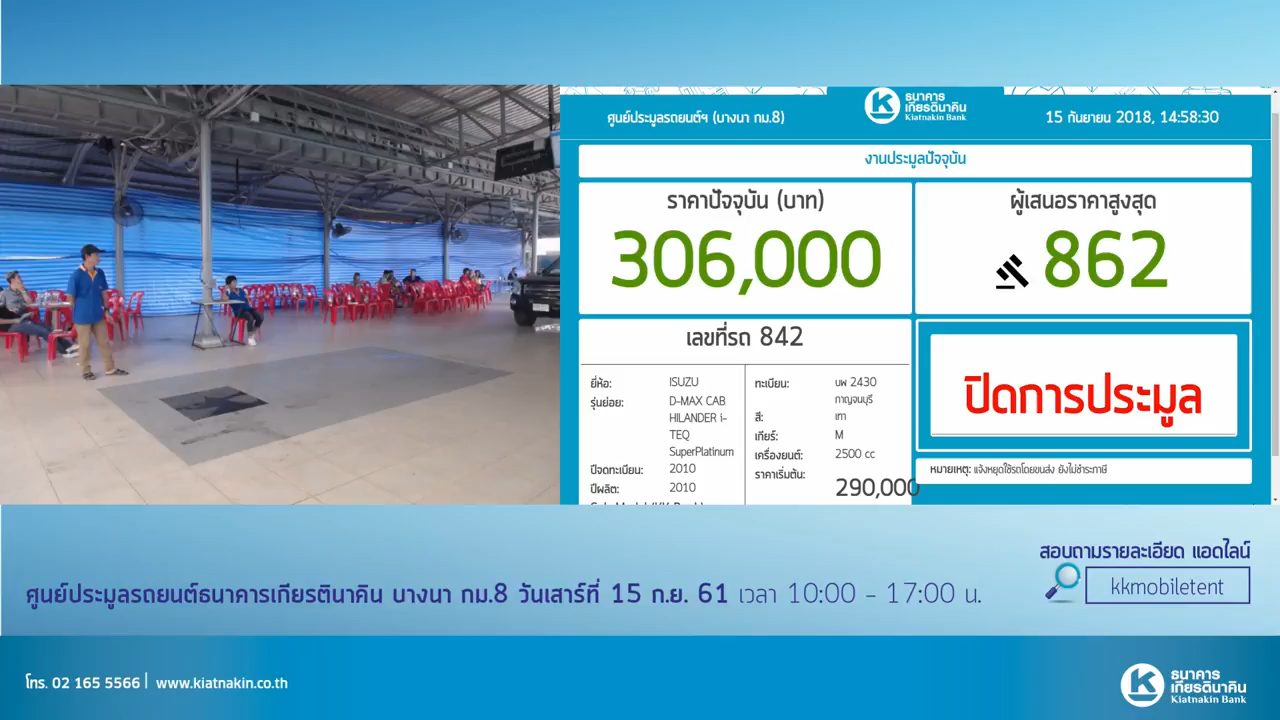 ศูนย์ประมูลรถยนต์ฯ (บางนา กม.8)
ธนาคาร
เกียรตินาคิน
Kiatnakin Bank
15 กันยายน 2018, 14:58:30
งานประมูลปัจจุบัน
ราคาปัจจุบัน (บาท)
306,000
ผู้เสนอราคาสูงสุด
862
เลขที่รถ 842
ยี่ห้อ: ISUZU
รุ่นย่อย: D-MAX CAB
HILANDER i-
TEQ
SuperPlatinum
ปีจดทะเบียน: 2010
ปีผลิต: 2010
ทะเบียน: บพ 2430
กาญจนบุรี
สี: เทา
เกียร์: M
เครื่องยนต์: 2500 cc
ราคาเริ่มต้น:
290,000
ปิดการประมูล
หมายเหตุ: แจ้งหยุดใช้รถโดยขนส่ง ยังไม่ชำระภาษี
สอบถามรายละเอียด แอดไลน์
kkmobiletent
ศูนย์ประมูลรถยนต์ธนาคารเกียรตินาคิน บางนา กม.8 วันเสาร์ที่ 15 ก.ย. 61 เวลา 10:00 - 17:00 น.
โทร. 02 165 5566 | www.kiatnakin.co.th
ธนาคาร
เกียรตินาคิน
Kiatnakin Bank